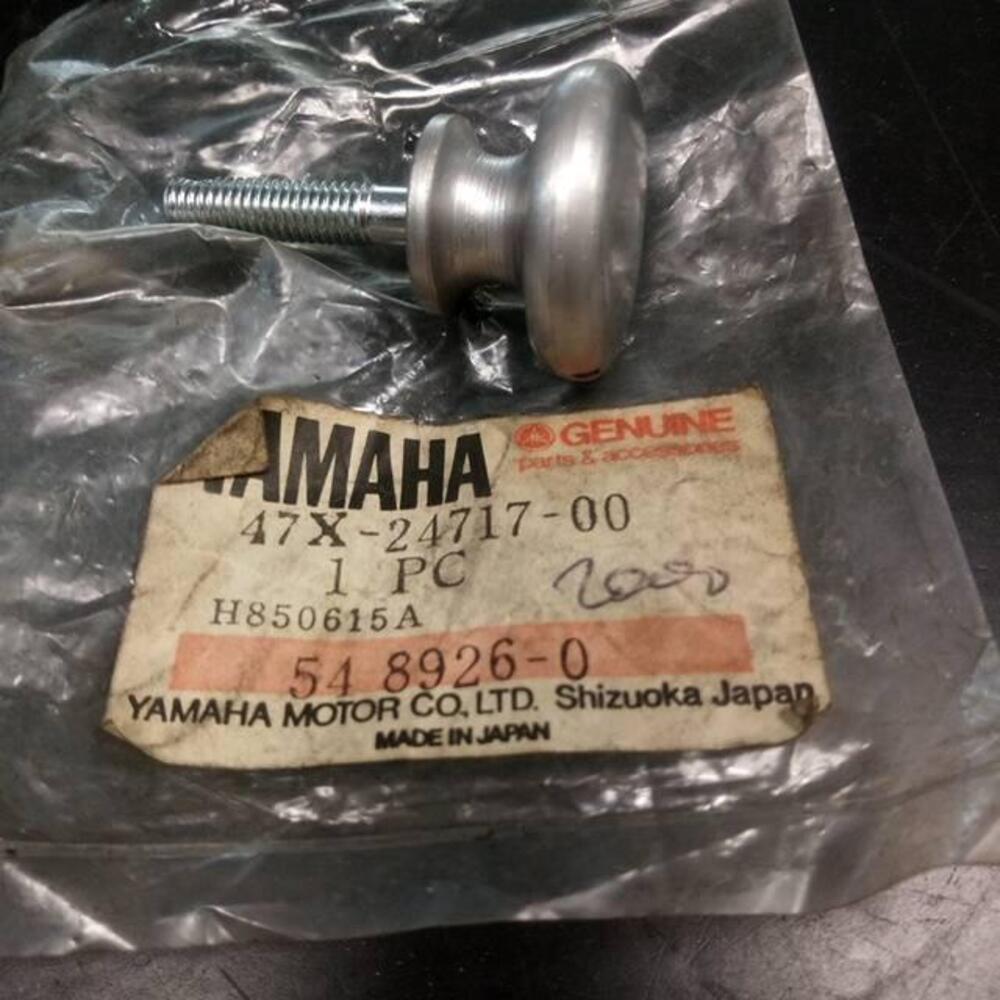 YAMAHA GENUINE
parts & accessories
47X-24717-00
1 PC
H850615A
54 8926-0
YAMAHA MOTOR CO., LTD. Shizuoka Japan
MADE IN JAPAN